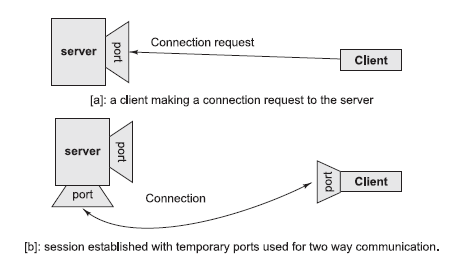 server
port
Connection request
Client
[a]: a client making a connection request to the server
server
port
port
Connection
port
Client
[b]: session established with temporary ports used for two way communication.